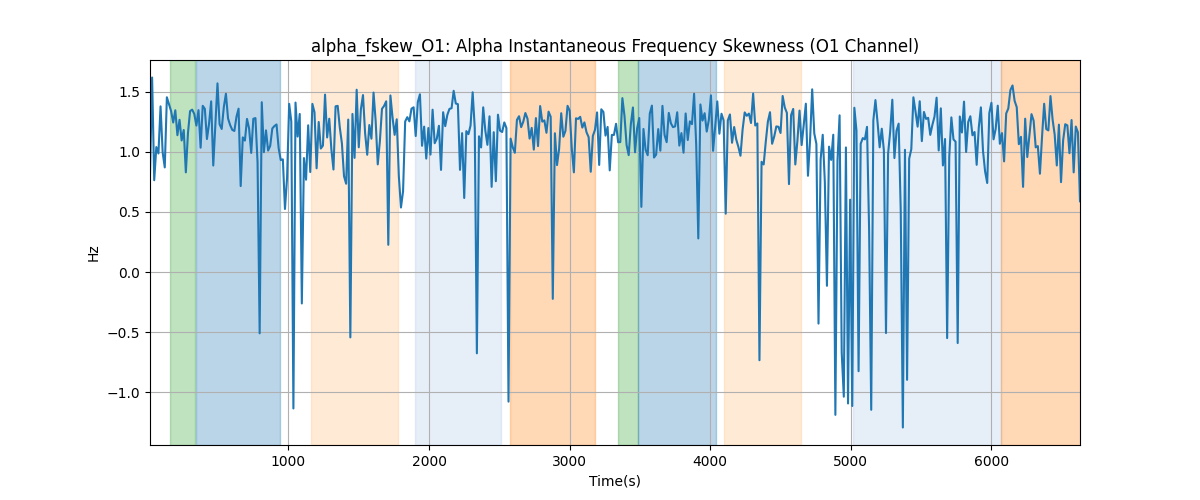 alpha_fskew_O1: Alpha Instantaneous Frequency Skewness (O1 Channel)
Hz
1.5
1.0
0.5
0.0
−0.5
−1.0
1000 2000 3000 4000 5000 6000
Time(s)